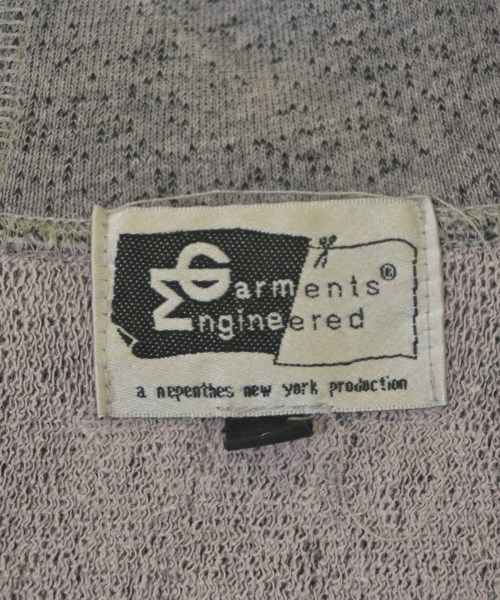 Garments®
Engineered
a nepenthes new york production